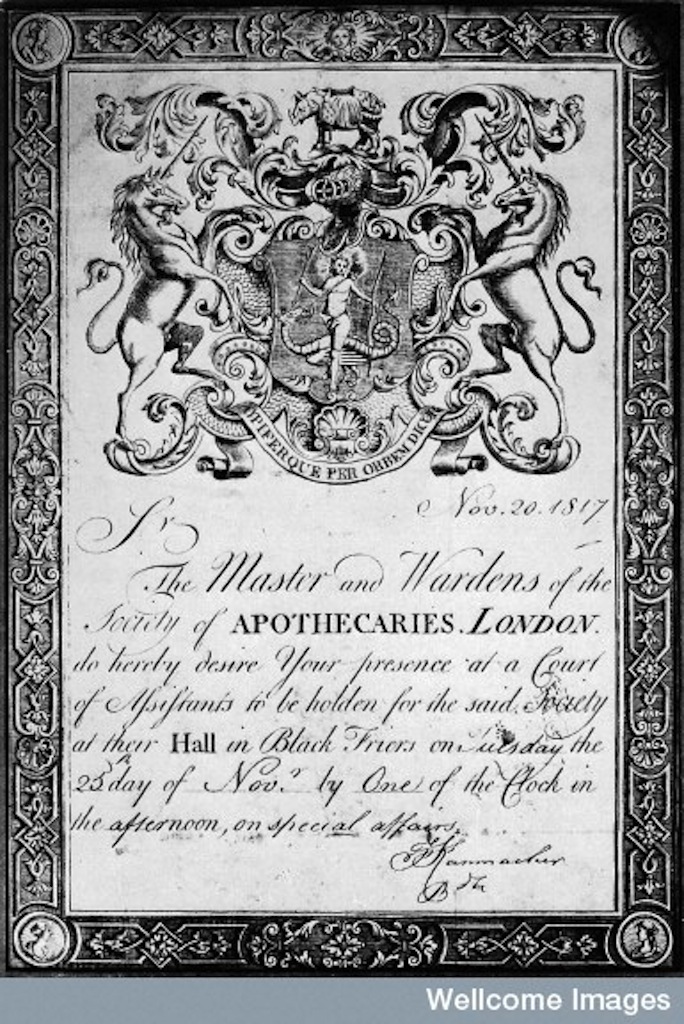 OPIFERQUE PER ORBEM DICOR
Nov. 20. 1817
Sr
The Master and Wardens of the
Society of APOTHECARIES. LONDON.
do hereby desire Your presence at a Court
of Aſsiſtants to be holden for the said Society
at their Hall in Black Friers on Tuesday the
25th day of Novr. by One of the Clock in
the afternoon, on special affairs.
Wellcome Images